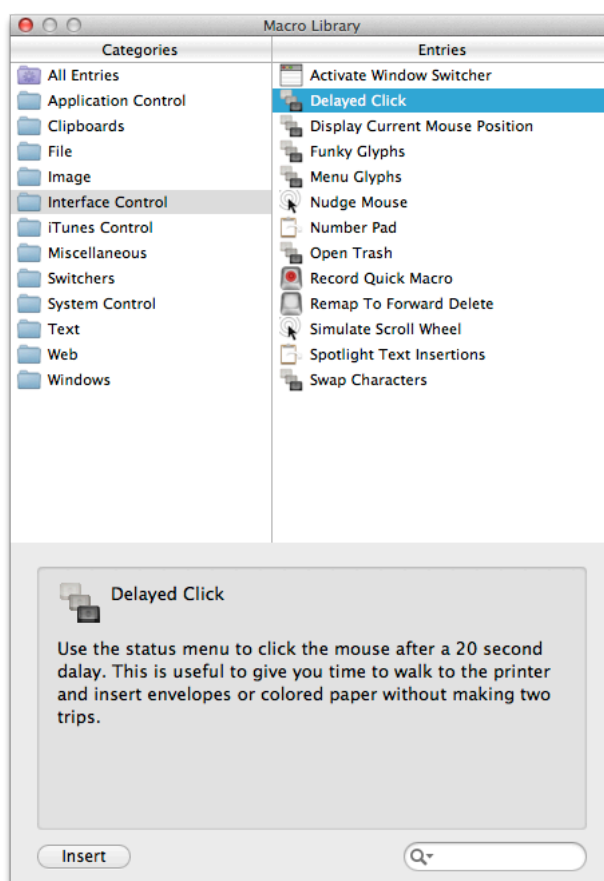 Macro Library
Categories
Entries
All Entries
Application Control
Clipboards
File
Image
Interface Control
iTunes Control
Miscellaneous
Switchers
System Control
Text
Web
Windows
Activate Window Switcher
Delayed Click
Display Current Mouse Position
Funky Glyphs
Menu Glyphs
Nudge Mouse
Number Pad
Open Trash
Record Quick Macro
Remap To Forward Delete
Simulate Scroll Wheel
Spotlight Text Insertions
Swap Characters
Delayed Click
Use the status menu to click the mouse after a 20 second
dalay. This is useful to give you time to walk to the printer
and insert envelopes or colored paper without making two
trips.
Insert